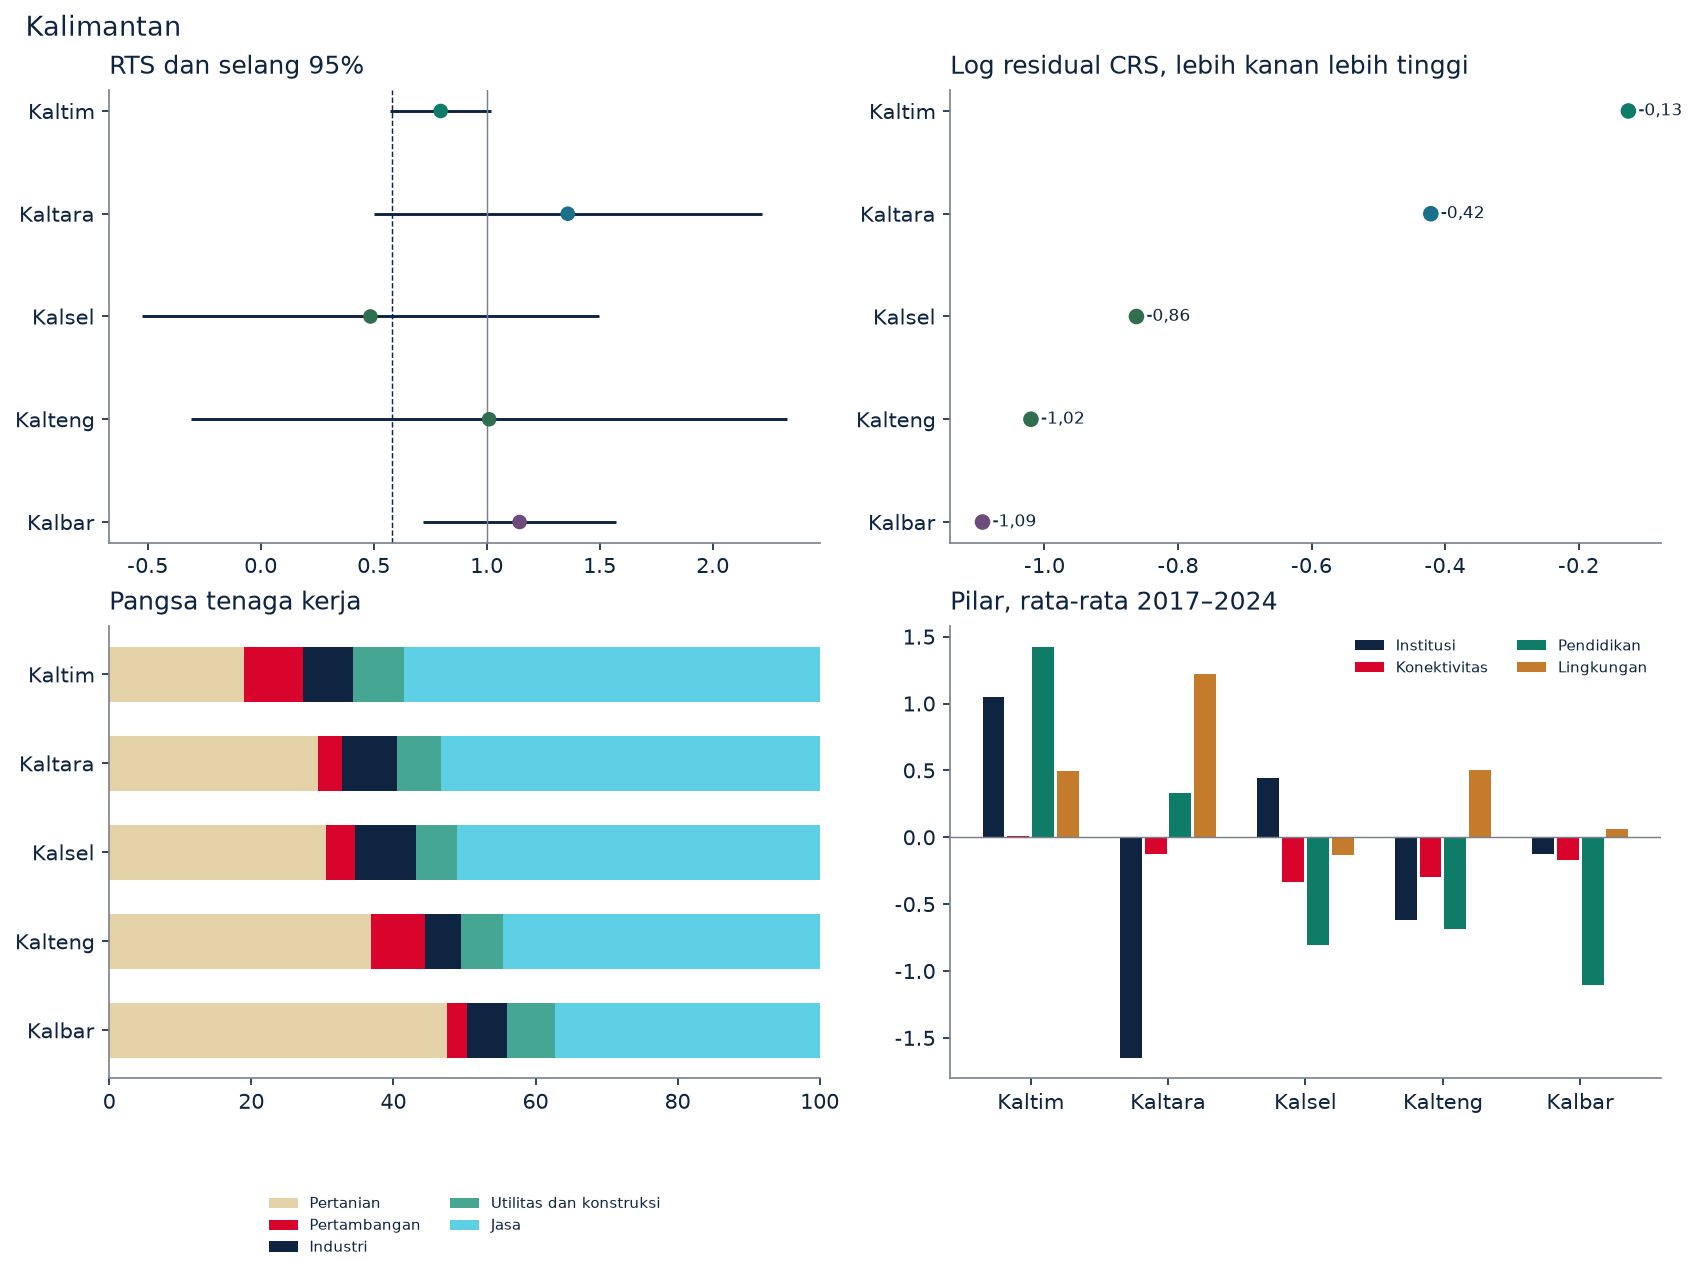 Kalimantan
RTS dan selang 95%
Kaltim
Kaltara
Kalsel
Kalteng
Kalbar
-0.5 0.0 0.5 1.0 1.5 2.0
Log residual CRS, lebih kanan lebih tinggi
Kaltim -0,13
Kaltara -0,42
Kalsel -0,86
Kalteng -1,02
Kalbar -1,09
-1.0 -0.8 -0.6 -0.4 -0.2
Pangsa tenaga kerja
Kaltim
Kaltara
Kalsel
Kalteng
Kalbar
0 20 40 60 80 100
Pertanian
Pertambangan
Industri
Utilitas dan konstruksi
Jasa
Pilar, rata-rata 2017–2024
1.5
1.0
0.5
0.0
-0.5
-1.0
-1.5
Institusi
Konektivitas
Pendidikan
Lingkungan
Kaltim Kaltara Kalsel Kalteng Kalbar